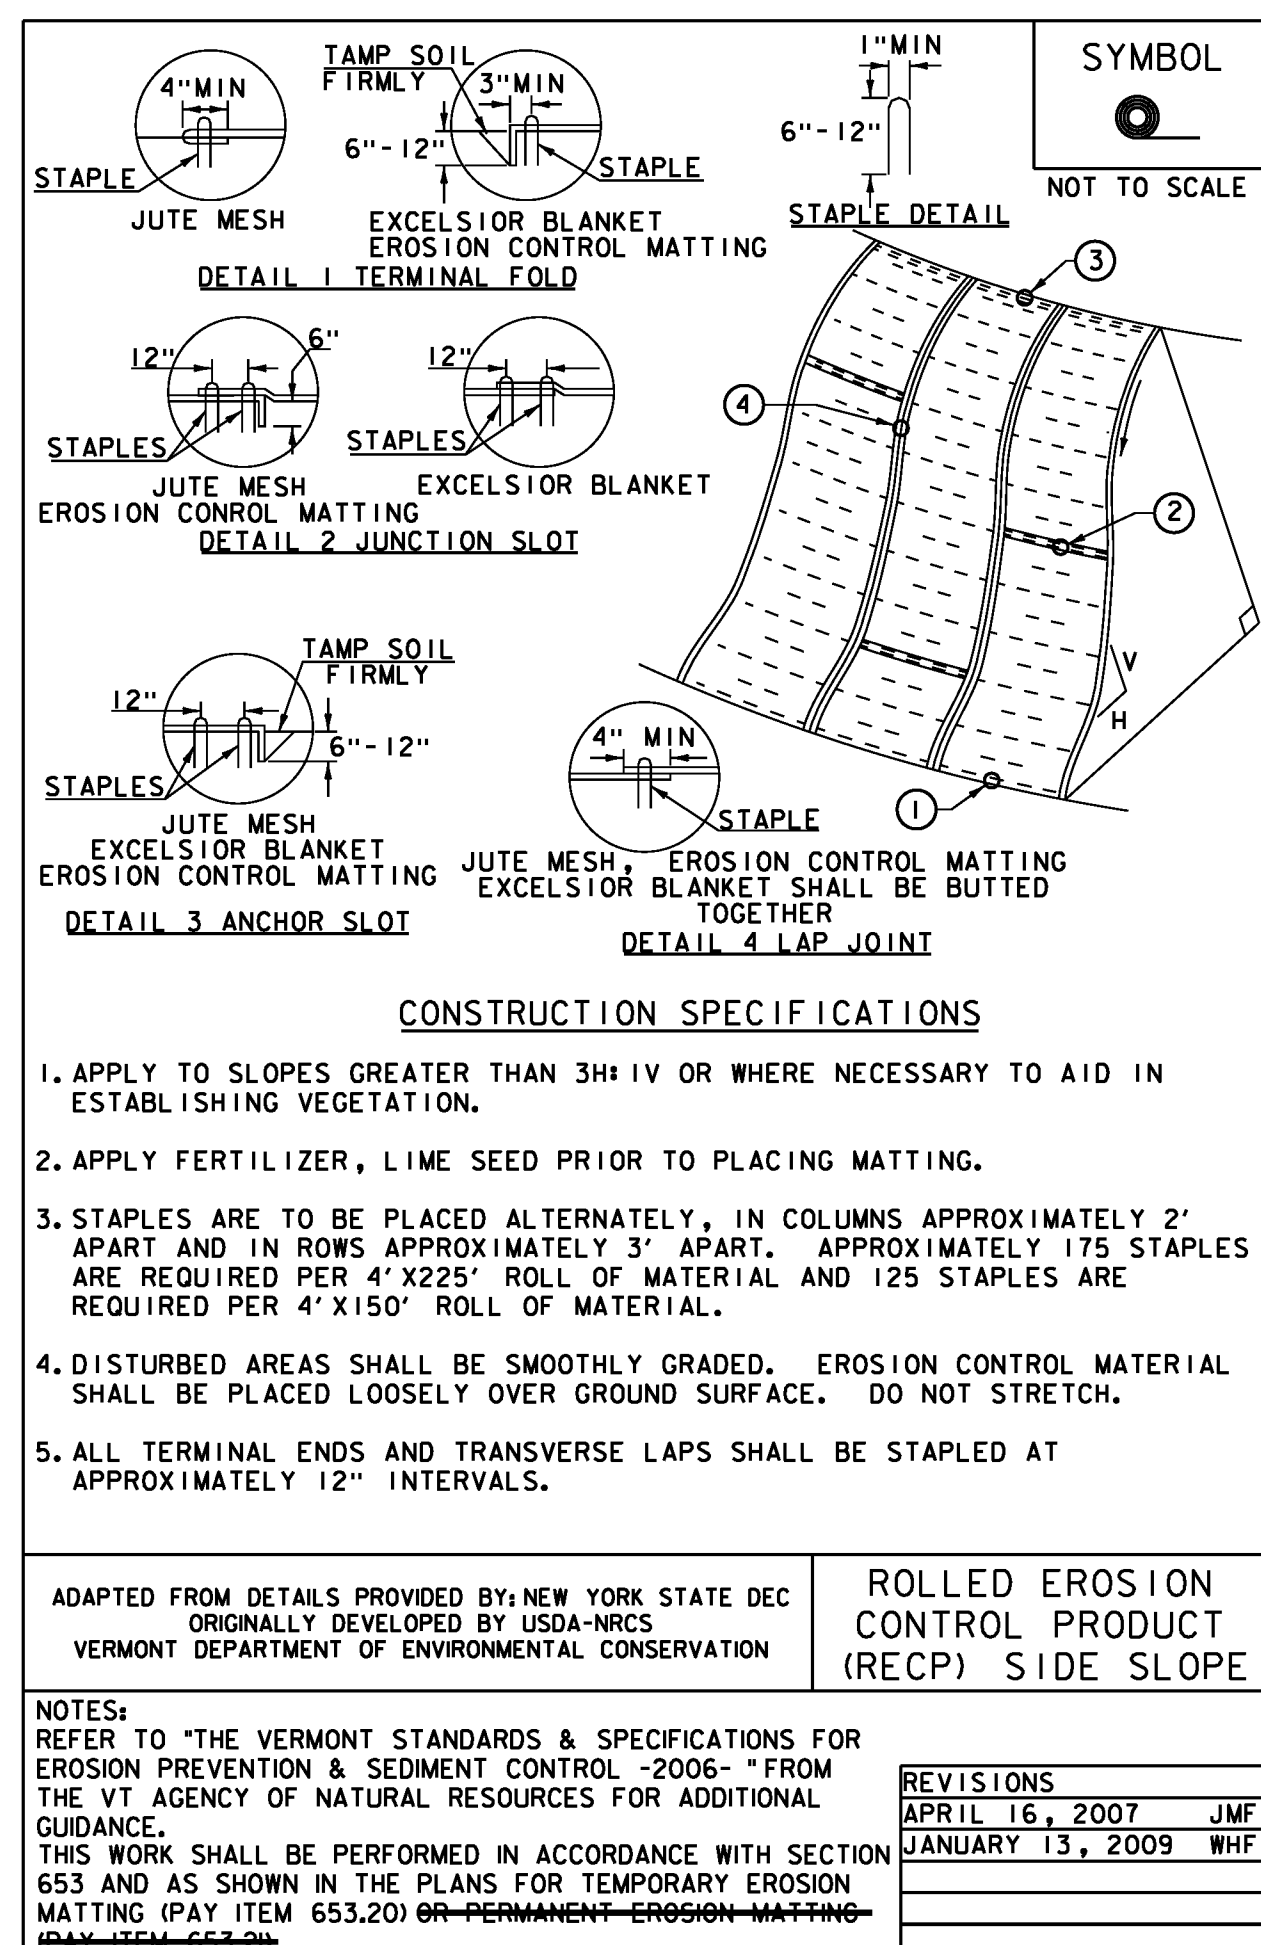 4"MIN
STAPLE
JUTE MESH
TAMP SOIL
FIRMLY
3"MIN
6"-12"
STAPLE
EXCELSIOR BLANKET
EROSION CONTROL MATTING
DETAIL 1 TERMINAL FOLD
1"MIN
6"-12"
STAPLE DETAIL
SYMBOL
NOT TO SCALE
12"
6"
STAPLES
JUTE MESH
EROSION CONROL MATTING
12"
STAPLES
EXCELSIOR BLANKET
DETAIL 2 JUNCTION SLOT
3
4
2
V
H
1
TAMP SOIL
FIRMLY
12"
6"-12"
STAPLES
JUTE MESH
EXCELSIOR BLANKET
EROSION CONTROL MATTING
DETAIL 3 ANCHOR SLOT
4" MIN
STAPLE
JUTE MESH, EROSION CONTROL MATTING
EXCELSIOR BLANKET SHALL BE BUTTED
TOGETHER
DETAIL 4 LAP JOINT
CONSTRUCTION SPECIFICATIONS
1. APPLY TO SLOPES GREATER THAN 3H:1V OR WHERE NECESSARY TO AID IN
ESTABLISHING VEGETATION.
2. APPLY FERTILIZER, LIME SEED PRIOR TO PLACING MATTING.
3. STAPLES ARE TO BE PLACED ALTERNATELY, IN COLUMNS APPROXIMATELY 2'
APART AND IN ROWS APPROXIMATELY 3' APART. APPROXIMATELY 175 STAPLES
ARE REQUIRED PER 4'X225' ROLL OF MATERIAL AND 125 STAPLES ARE
REQUIRED PER 4'X150' ROLL OF MATERIAL.
4. DISTURBED AREAS SHALL BE SMOOTHLY GRADED. EROSION CONTROL MATERIAL
SHALL BE PLACED LOOSELY OVER GROUND SURFACE. DO NOT STRETCH.
5. ALL TERMINAL ENDS AND TRANSVERSE LAPS SHALL BE STAPLED AT
APPROXIMATELY 12" INTERVALS.
ADAPTED FROM DETAILS PROVIDED BY: NEW YORK STATE DEC
ORIGINALLY DEVELOPED BY USDA-NRCS
VERMONT DEPARTMENT OF ENVIRONMENTAL CONSERVATION
ROLLED EROSION
CONTROL PRODUCT
(RECP) SIDE SLOPE
NOTES:
REFER TO "THE VERMONT STANDARDS & SPECIFICATIONS FOR
EROSION PREVENTION & SEDIMENT CONTROL -2006- "FROM
THE VT AGENCY OF NATURAL RESOURCES FOR ADDITIONAL
GUIDANCE.
THIS WORK SHALL BE PERFORMED IN ACCORDANCE WITH SECTION
653 AND AS SHOWN IN THE PLANS FOR TEMPORARY EROSION
MATTING (PAY ITEM 653.20) OR PERMANENT EROSION MATTING
(PAY ITEM 653.21)
REVISIONS
APRIL 16, 2007 JMF
JANUARY 13, 2009 WHF